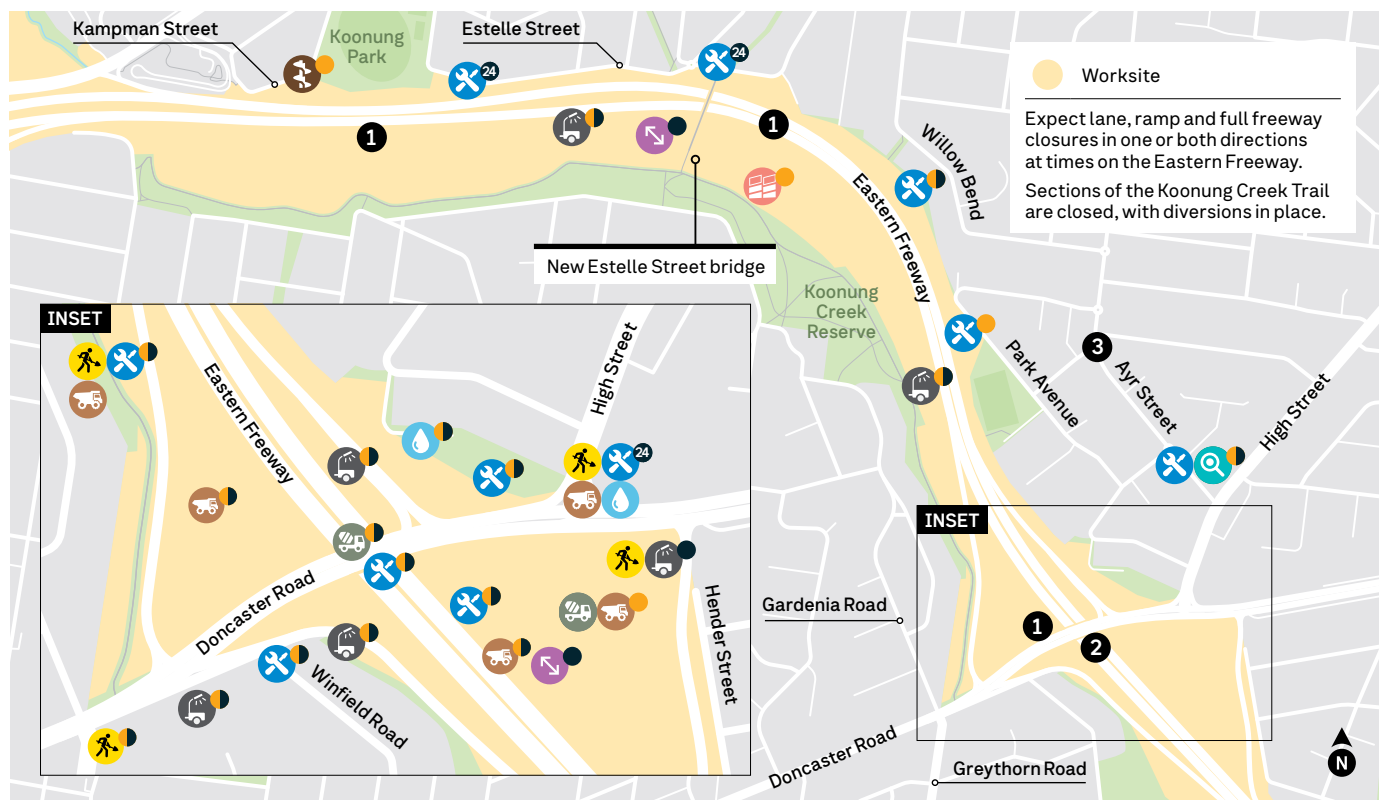 Kampman Street
Koonung
Park
Estelle Street
24
24
Worksite
Expect lane, ramp and full freeway
closures in one or both directions
at times on the Eastern Freeway.
Sections of the Koonung Creek Trail
are closed, with diversions in place.
1
1
Willow Bend
Eastern Freeway
New Estelle Street bridge
Koonung
Creek
Reserve
Park Avenue
3
Ayr Street
High Street
INSET
Eastern Freeway
High Street
24
Doncaster Road
Hender Street
Winfield Road
INSET
Gardenia Road
1
2
Doncaster Road
Greythorn Road
N